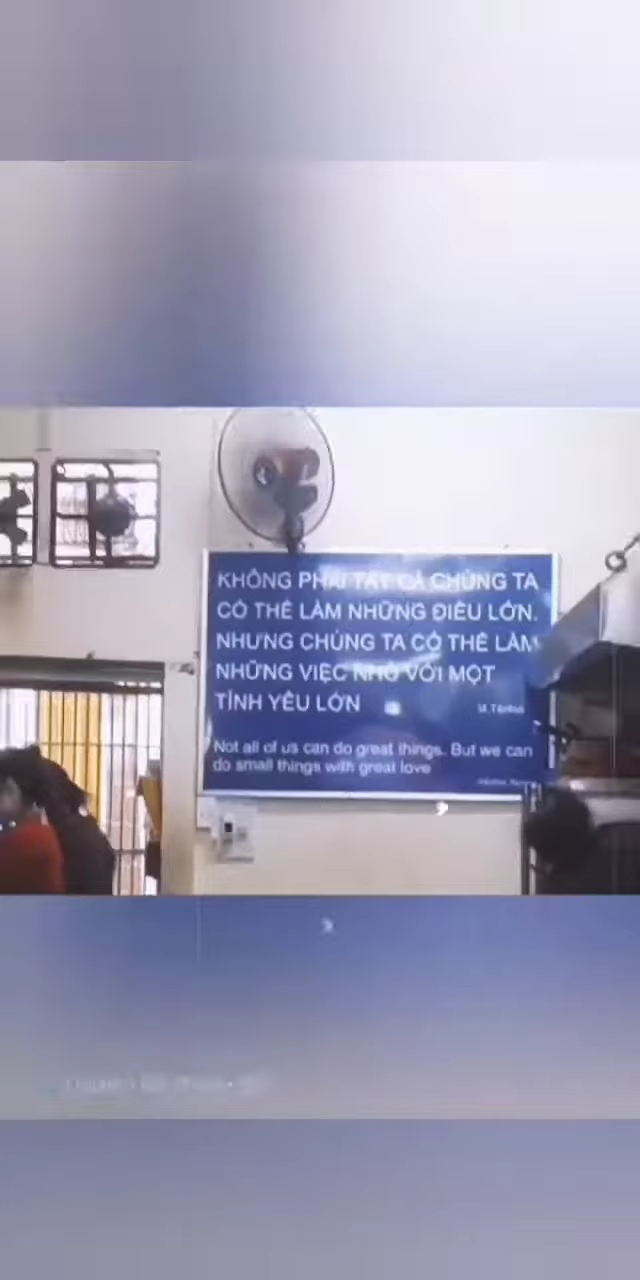 KHÔNG PHẢI TẤT CẢ CHÚNG TA
CÓ THỂ LÀM NHỮNG ĐIỀU LỚN.
NHƯNG CHÚNG TA CÓ THỂ LÀM
NHỮNG VIỆC NHỎ VỚI MỘT
TÌNH YÊU LỚN
Not all of us can do great things. But we can
do small things with great love